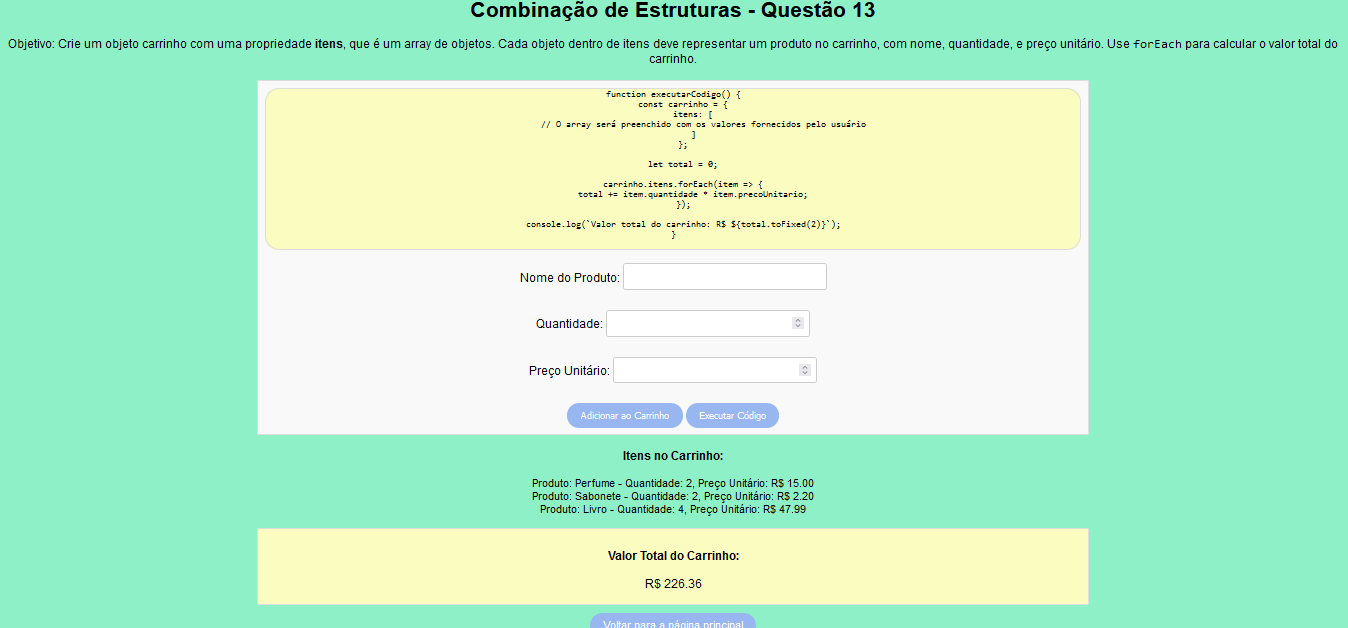 Combinação de Estruturas - Questão 13
Objetivo: Crie um objeto carrinho com uma propriedade itens, que é um array de objetos. Cada objeto dentro de itens deve representar um produto no carrinho, com nome, quantidade, e preço unitário. Use forEach para calcular o valor total do
carrinho.
function executarCodigo() {
const carrinho = {
itens: [
// O array será preenchido com os valores fornecidos pelo usuário
]
};
let total = 0;
carrinho.itens.forEach(item => {
total += item.quantidade * item.precoUnitario;
});
console.log(`Valor total do carrinho: R$ ${total.toFixed(2)}`);
}
Nome do Produto:
Quantidade:
Preço Unitário:
Adicionar ao Carrinho Executar Código
Itens no Carrinho:
Produto: Perfume - Quantidade: 2, Preço Unitário: R$ 15.00
Produto: Sabonete - Quantidade: 2, Preço Unitário: R$ 2.20
Produto: Livro - Quantidade: 4, Preço Unitário: R$ 47.99
Valor Total do Carrinho:
R$ 226.36
Voltar para a página principal